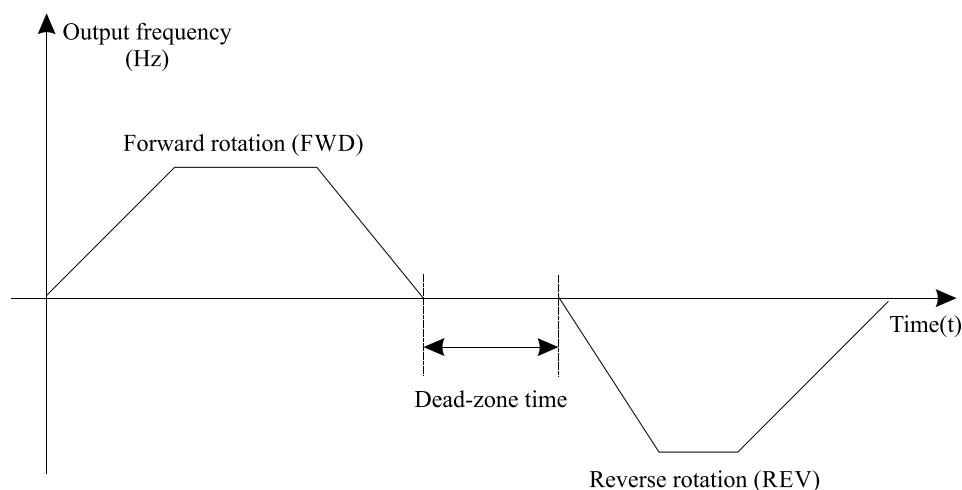 Output frequency
(Hz)
Forward rotation (FWD)
Time(t)
Dead-zone time
Reverse rotation (REV)